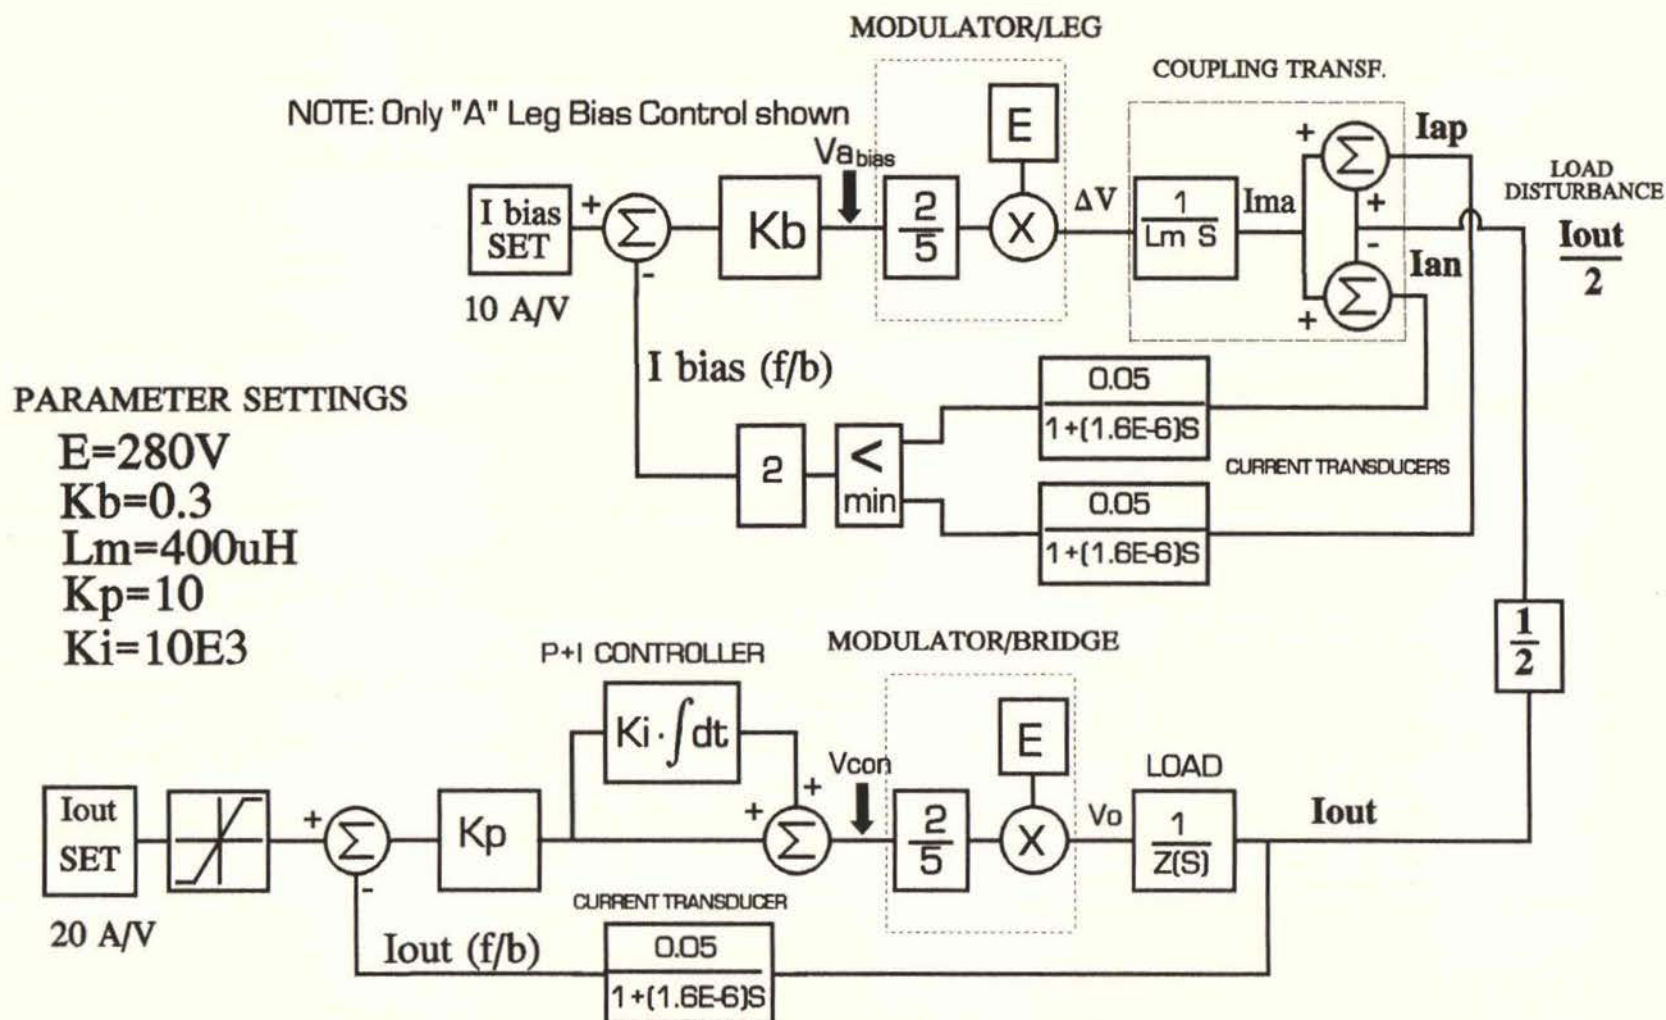 MODULATOR/LEG
COUPLING TRANSF.
NOTE: Only "A" Leg Bias Control shown
E
Va bias
+
Iap
LOAD
DISTURBANCE
I bias
SET
+
Σ
Kb
2
5
X
ΔV
1
Lm S
Ima
Σ
+
-
Ian
Iout
2
-
10 A/V
+
Σ
I bias (f/b)
0.05
1+(1.6E-6)S
CURRENT TRANSDUCERS
2
<
min
0.05
1+(1.6E-6)S
PARAMETER SETTINGS
E=280V
Kb=0.3
Lm=400uH
Kp=10
Ki=10E3
1
2
P+I CONTROLLER
MODULATOR/BRIDGE
Ki·∫dt
E
Iout
SET
+
Σ
-
Kp
+
+
Σ
Vcon
2
5
X
Vo
LOAD
1
Z(S)
Iout
20 A/V
CURRENT TRANSDUCER
Iout (f/b)
0.05
1+(1.6E-6)S